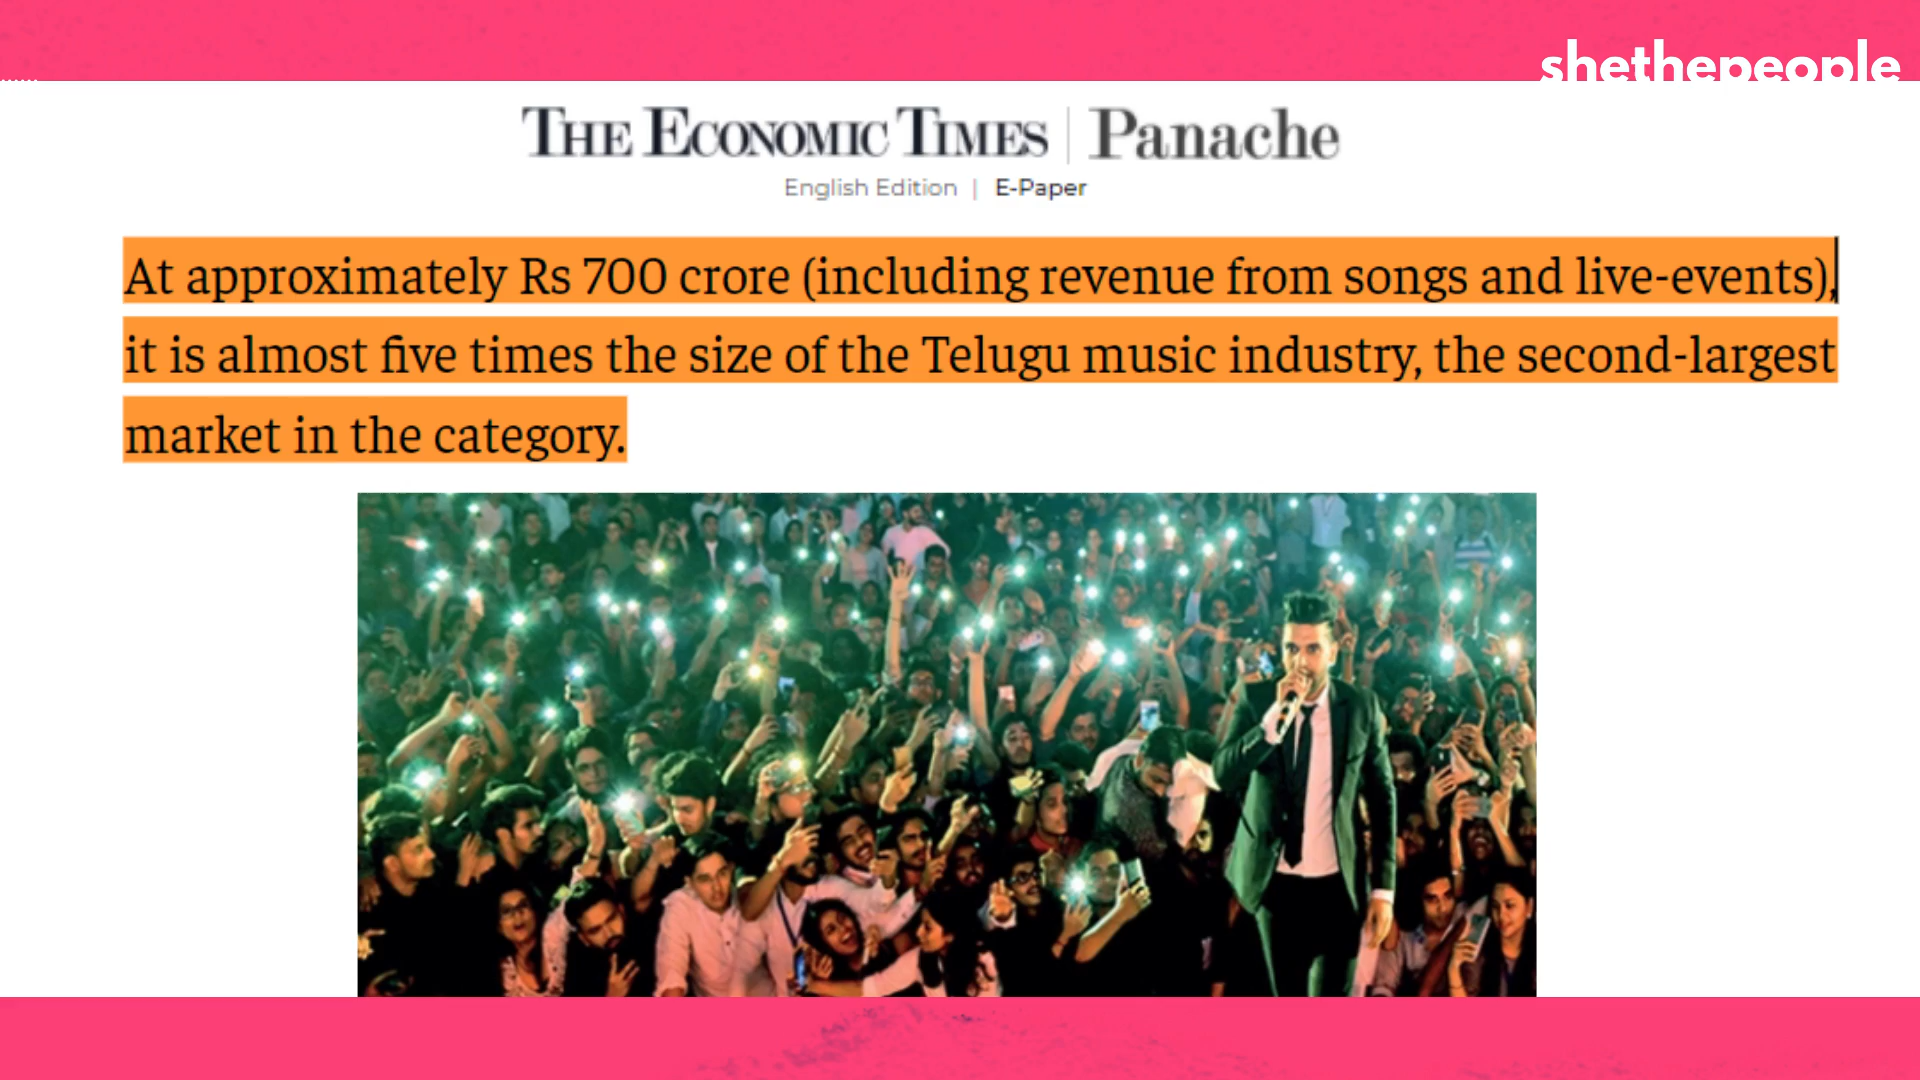 shethepeople
THE ECONOMIC TIMES | Panache
English Edition | E-Paper
At approximately Rs 700 crore (including revenue from songs and live-events),
it is almost five times the size of the Telugu music industry, the second-largest
market in the category.